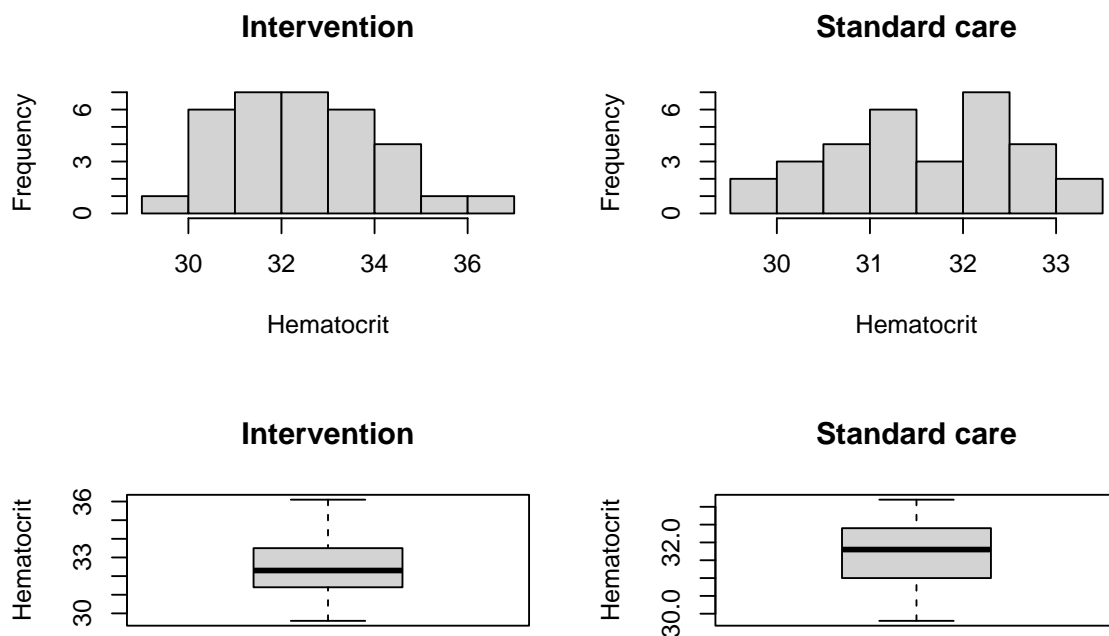 Intervention
Frequency
0 3 6
30 32 34 36
Hematocrit
Standard care
Frequency
0 3 6
30 31 32 33
Hematocrit
Intervention
Hematocrit
30 33 36
Standard care
Hematocrit
30.0 32.0